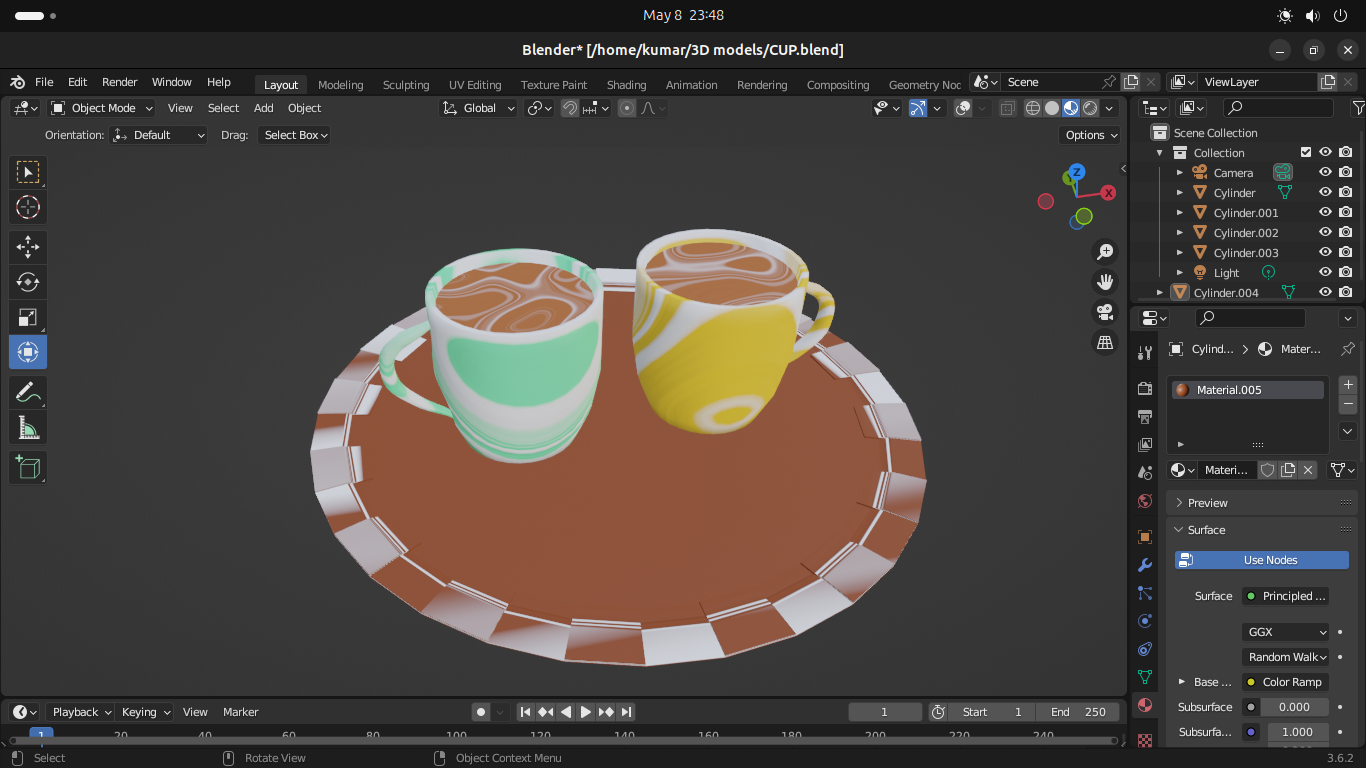 May 8 23:48
Blender* [/home/kumar/3D models/CUP.blend]
File Edit Render Window Help Layout Modeling Sculpting UV Editing Texture Paint Shading Animation Rendering Compositing Geometry Noc Scene ViewLayer
Object Mode View Select Add Object Global
Orientation: Default Drag: Select Box Options
Z
X
Scene Collection
Collection
Camera
Cylinder
Cylinder.001
Cylinder.002
Cylinder.003
Light
Cylinder.004
Cylind... > Mater...
Material.005
Materi...
Preview
Surface
Use Nodes
Surface Principled ...
GGX
Random Walk
Base ... Color Ramp
Subsurface 0.000
Subsurfa... 1.000
Playback Keying View Marker 1 Start 1 End 250
1 20 40 60 80 100 120 140 160 180 200 220 240
Select Rotate View Object Context Menu 3.6.2